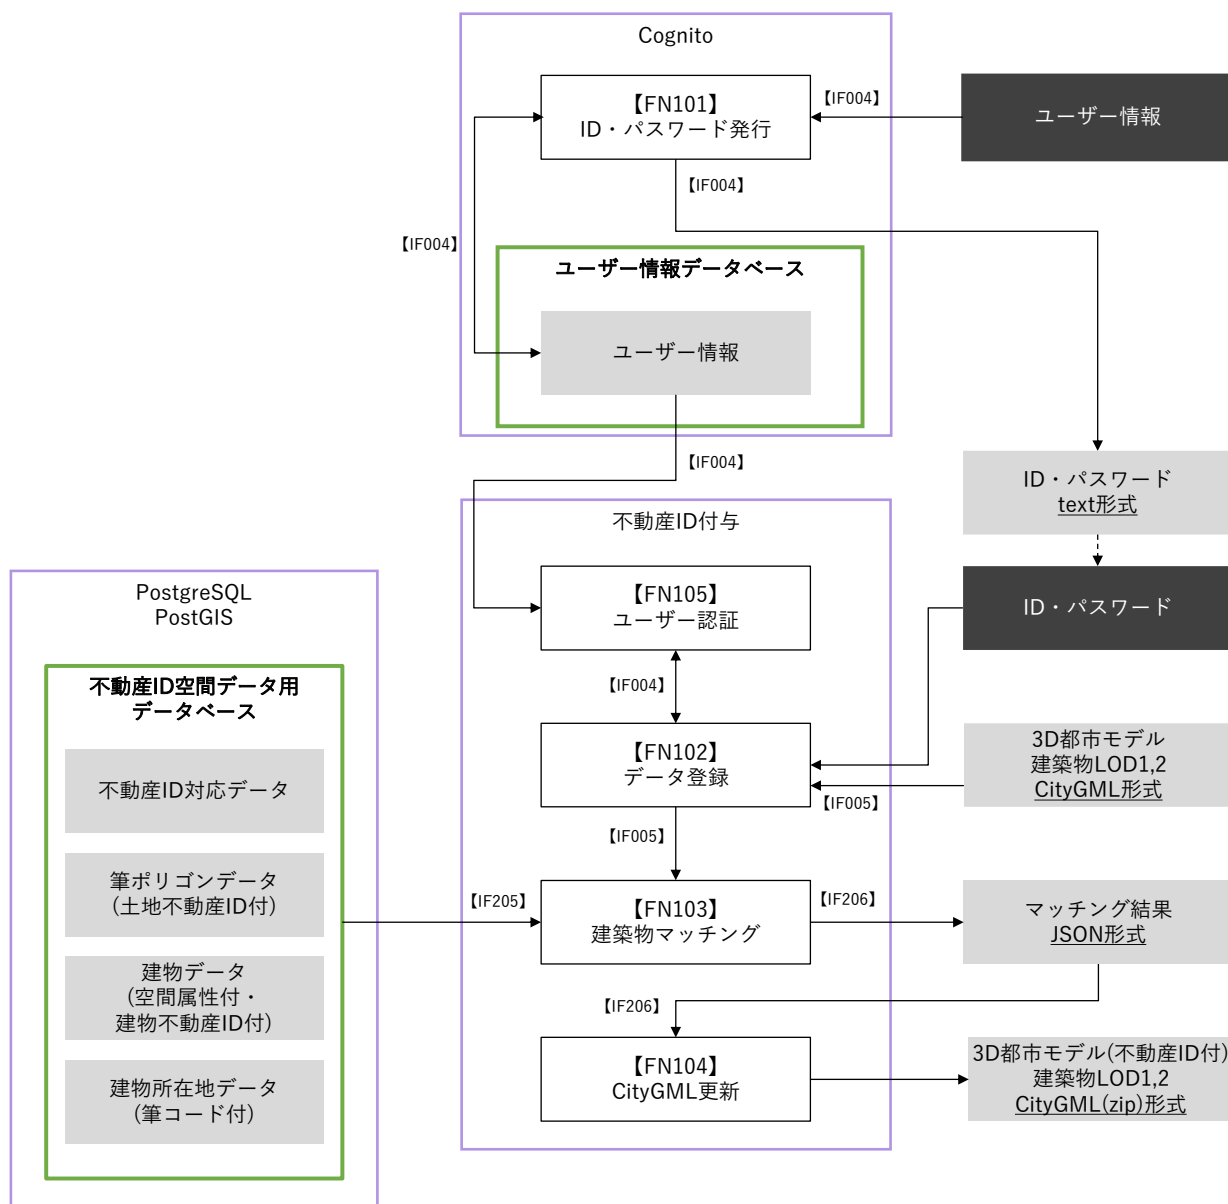 Cognito
【FN101】
ID・パスワード発行
【IF004】
ユーザー情報
【IF004】
【IF004】
ユーザー情報データベース
ユーザー情報
【IF004】
ID・パスワード
text形式
不動産ID付与
【FN105】
ユーザー認証
ID・パスワード
PostgreSQL
PostGIS
不動産ID空間データ用
データベース
【IF004】
【FN102】
データ登録
3D都市モデル
建築物LOD1,2
CityGML形式
【IF005】
不動産ID対応データ
【IF005】
筆ポリゴンデータ
(土地不動産ID付)
【IF205】
【FN103】
建築物マッチング
【IF206】
マッチング結果
JSON形式
建物データ
(空間属性付・
建物不動産ID付)
【IF206】
【FN104】
CityGML更新
3D都市モデル(不動産ID付)
建築物LOD1,2
CityGML(zip)形式
建物所在地データ
(筆コード付)